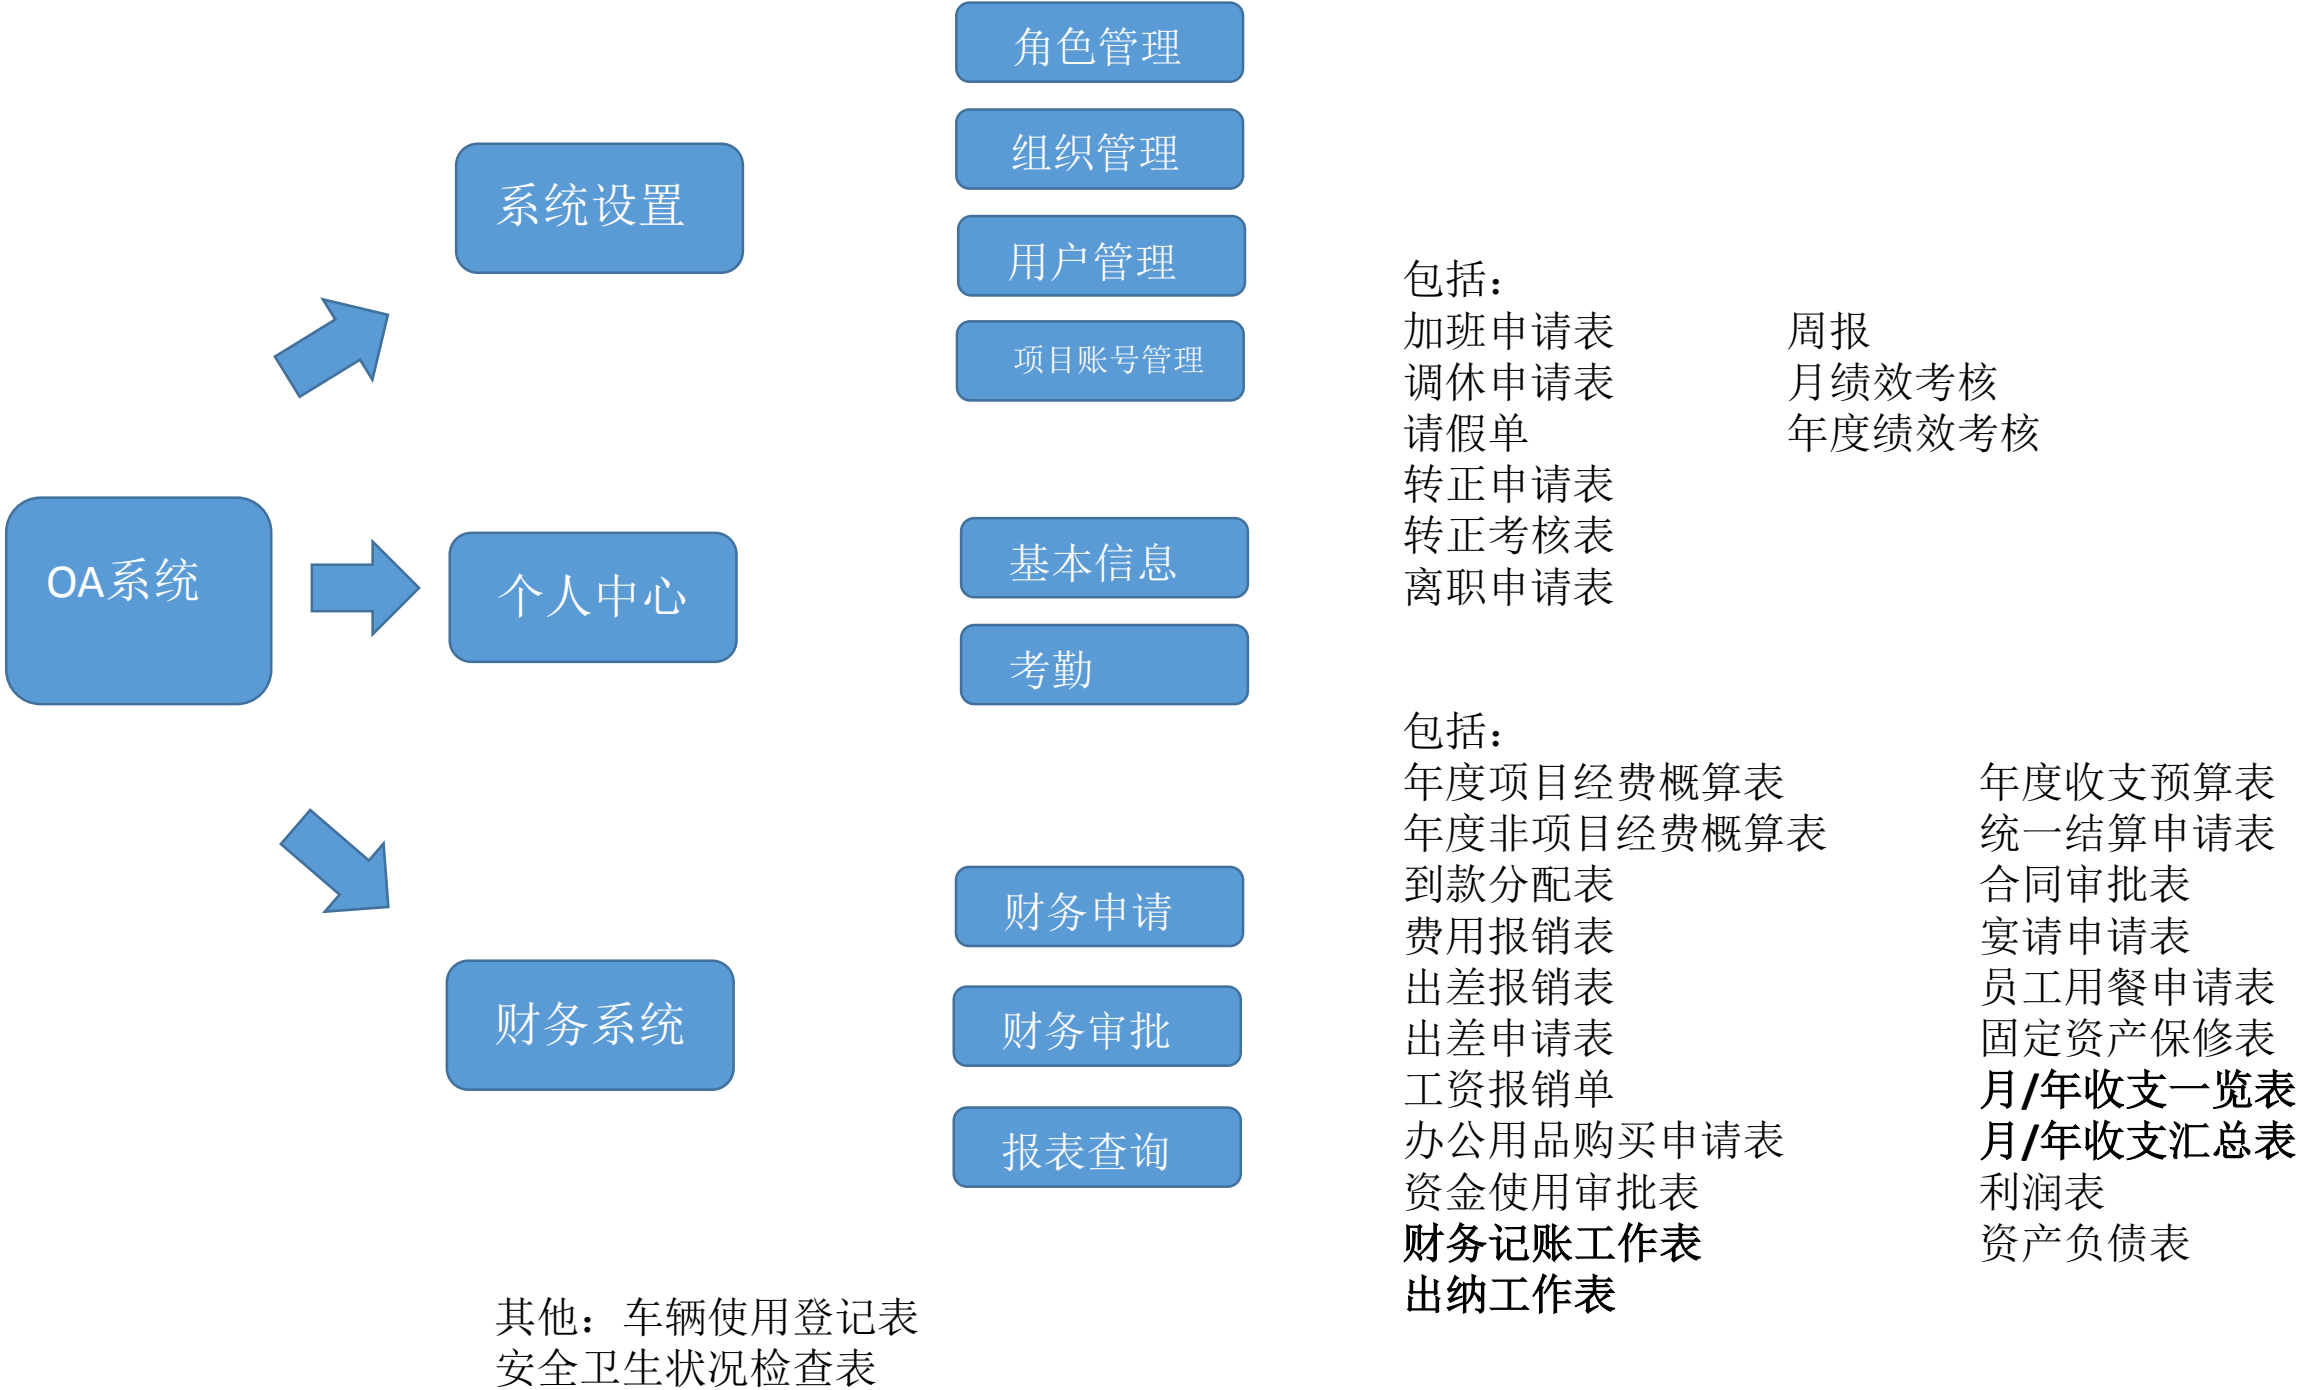 角色管理
组织管理
用户管理
项目账号管理
系统设置
OA系统
个人中心
基本信息
考勤
财务系统
财务申请
财务审批
报表查询
包括：
加班申请表
调休申请表
请假单
转正申请表
转正考核表
离职申请表
周报
月绩效考核
年度绩效考核
包括：
年度项目经费概算表
年度非项目经费概算表
到款分配表
费用报销表
出差报销表
出差申请表
工资报销单
办公用品购买申请表
资金使用审批表
财务记账工作表
出纳工作表
年度收支预算表
统一结算申请表
合同审批表
宴请申请表
员工用餐申请表
固定资产保修表
月/年收支一览表
月/年收支汇总表
利润表
资产负债表
其他：车辆使用登记表
安全卫生状况检查表